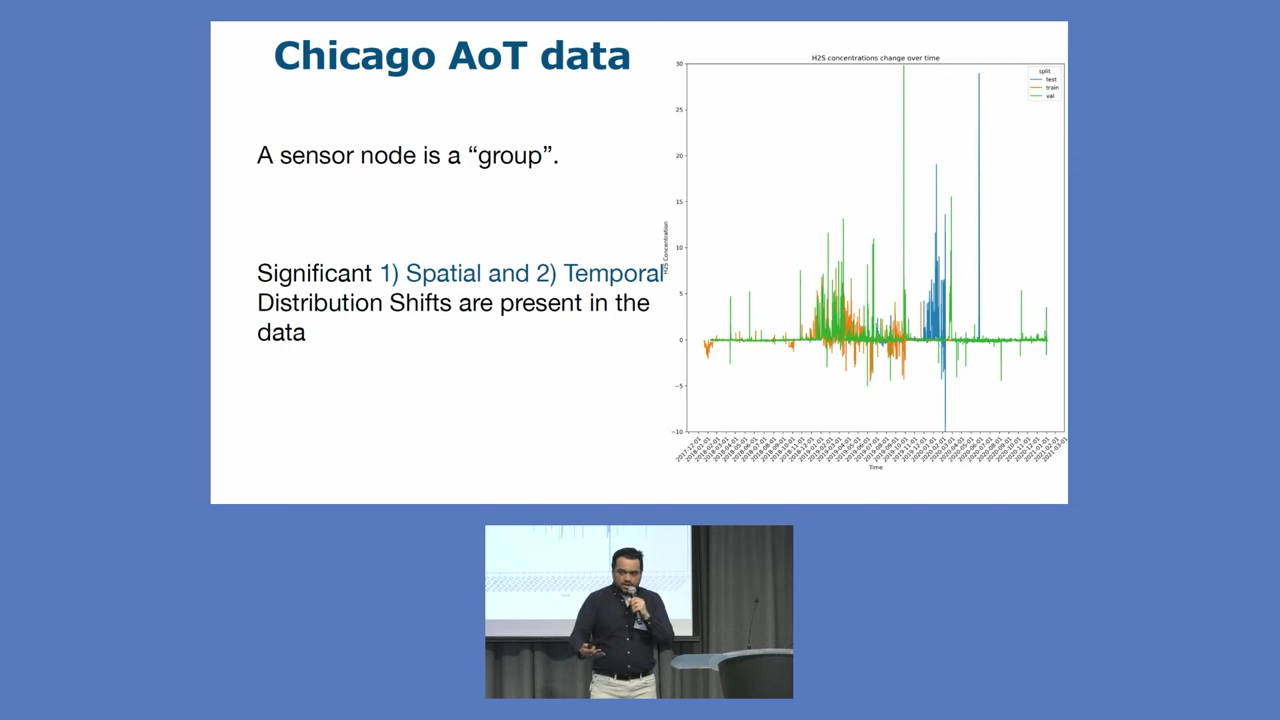 Chicago AoT data
A sensor node is a “group”.
Significant 1) Spatial and 2) Temporal
Distribution Shifts are present in the
data
H2S concentrations change over time
split
test
train
val
H2S Concentration
30
25
20
15
10
5
0
−5
−10
Time